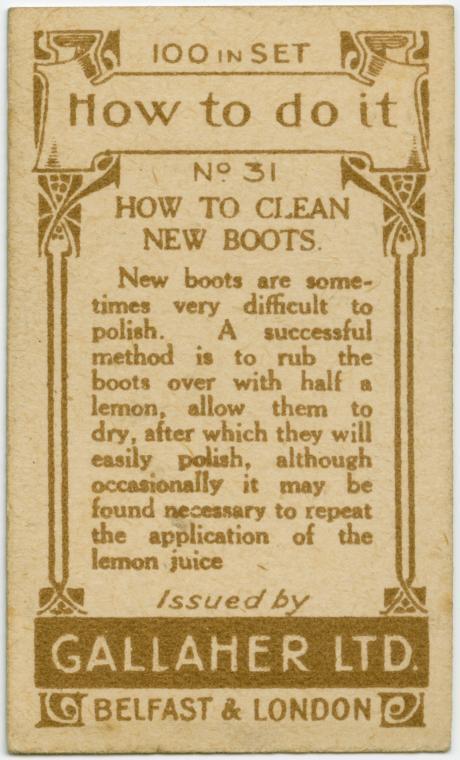 100 IN SET
How to do it
Nº 31
HOW TO CLEAN
NEW BOOTS.
New boots are some-
times very difficult to
polish. A successful
method is to rub the
boots over with half a
lemon, allow them to
dry, after which they will
easily polish, although
occasionally it may be
found necessary to repeat
the application of the
lemon juice
Issued by
GALLAHER LTD.
BELFAST & LONDON